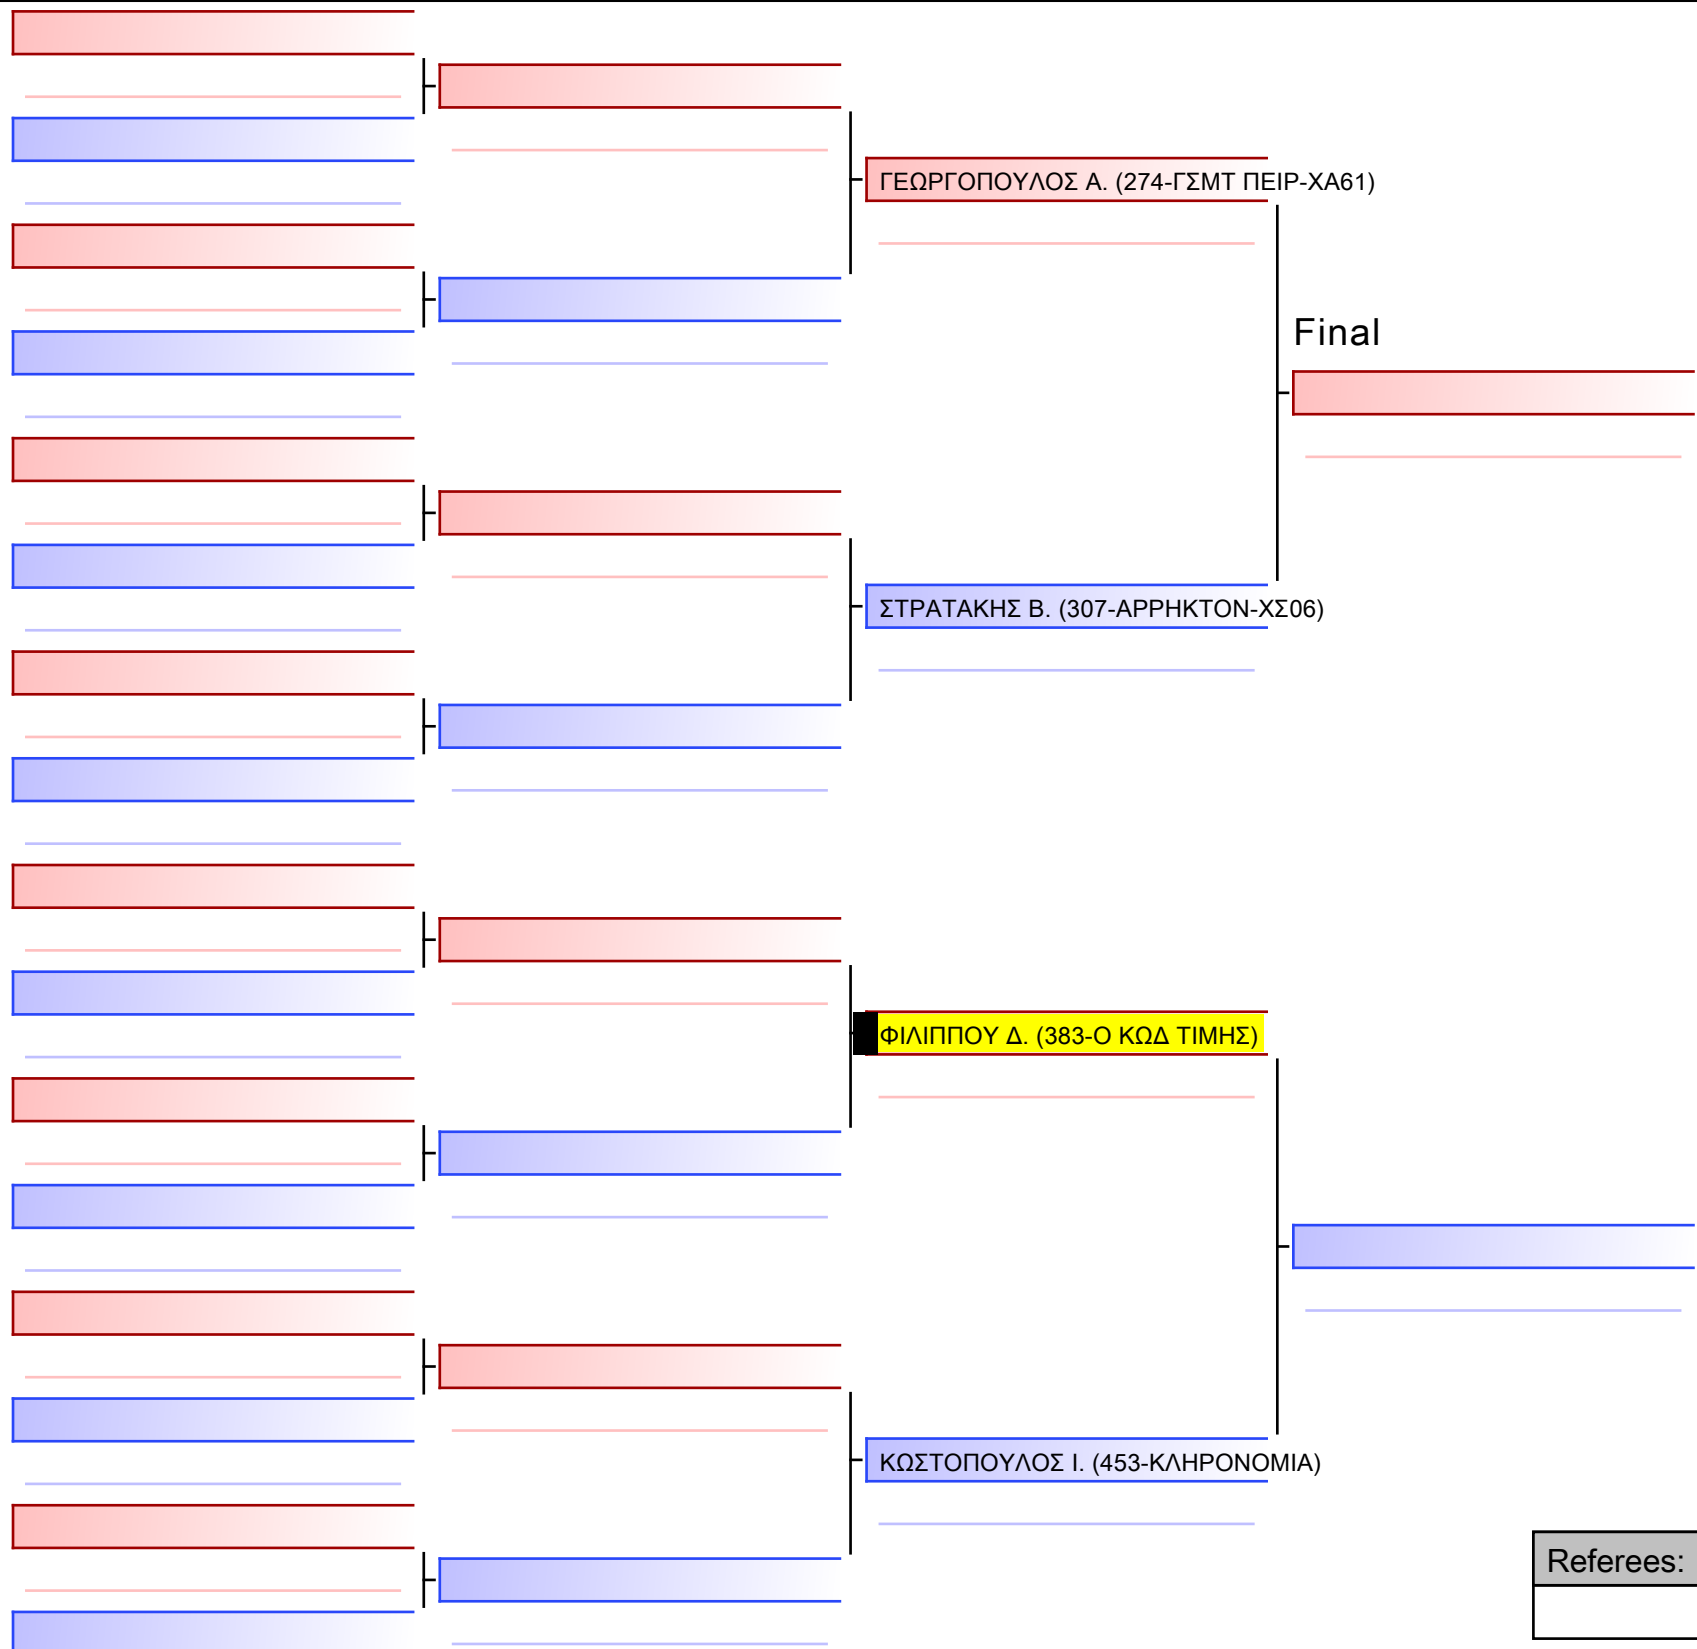 ΓΕΩΡΓΟΠΟΥΛΟΣ Α. (274-ΓΣΜΤ ΠΕΙΡ-ΧΑ61)
Final
ΣΤΡΑΤΑΚΗΣ Β. (307-ΑΡΡΗΚΤΟΝ-ΧΣ06)
ΦΙΛΙΠΠΟΥ Δ. (383-Ο ΚΩΔ ΤΙΜΗΣ)
ΚΩΣΤΟΠΟΥΛΟΣ Ι. (453-ΚΛΗΡΟΝΟΜΙΑ)
Referees: